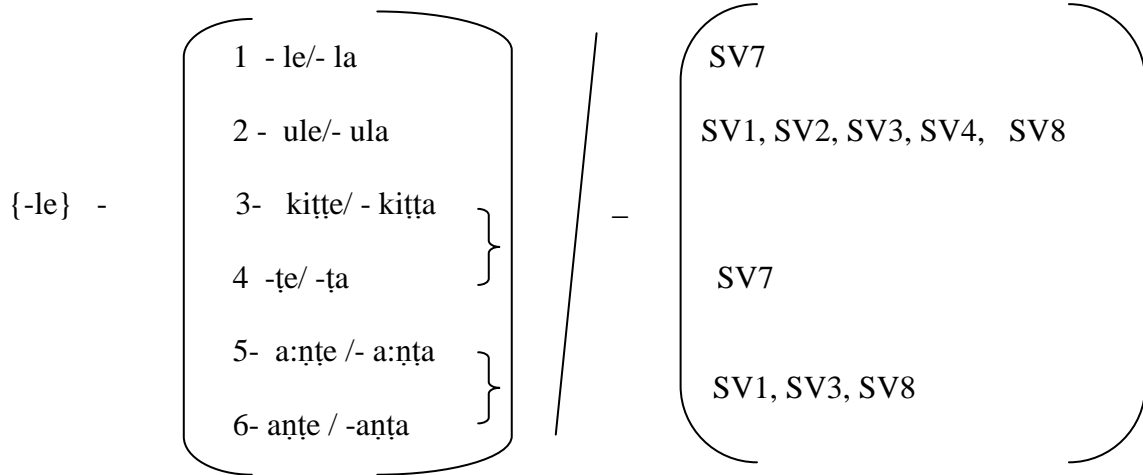 1 - le/- la SV7
2 - ule/- ula SV1, SV2, SV3, SV4, SV8
{-le} - 3- kiṭṭe/ - kiṭṭa } / –
4 -ṭe/ -ṭa SV7
5- a:ṇṭe /- a:ṇṭa } SV1, SV3, SV8
6- aṇṭe / -aṇṭa